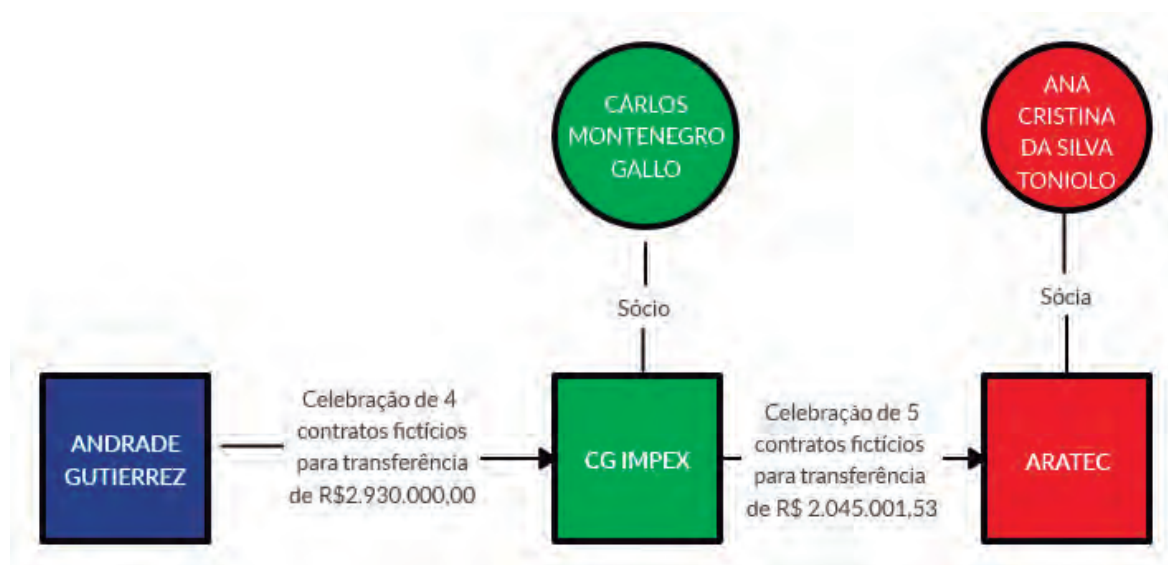 CARLOS
MONTENEGRO
GALLO
ANA
CRISTINA
DA SILVA
TONIOLO
Sócio
Sócia
ANDRADE
GUTIERREZ
Celebração de 4
contratos fictícios
para transferência
de R$2.930.000,00
CG IMPEX
Celebração de 5
contratos fictícios
para transferência
de R$ 2.045.001,53
ARATEC